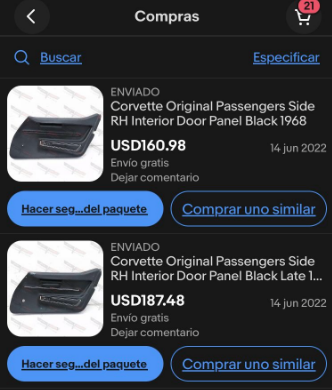 21
Compras
Buscar
Especificar
ENVIADO
Corvette Original Passengers Side
RH Interior Door Panel Black 1968
USD160.98
14 jun 2022
Envío gratis
Dejar comentario
Hacer seg...del paquete
Comprar uno similar
ENVIADO
Corvette Original Passengers Side
RH Interior Door Panel Black Late 1...
USD187.48
14 jun 2022
Envío gratis
Dejar comentario
Hacer seg...del paquete
Comprar uno similar